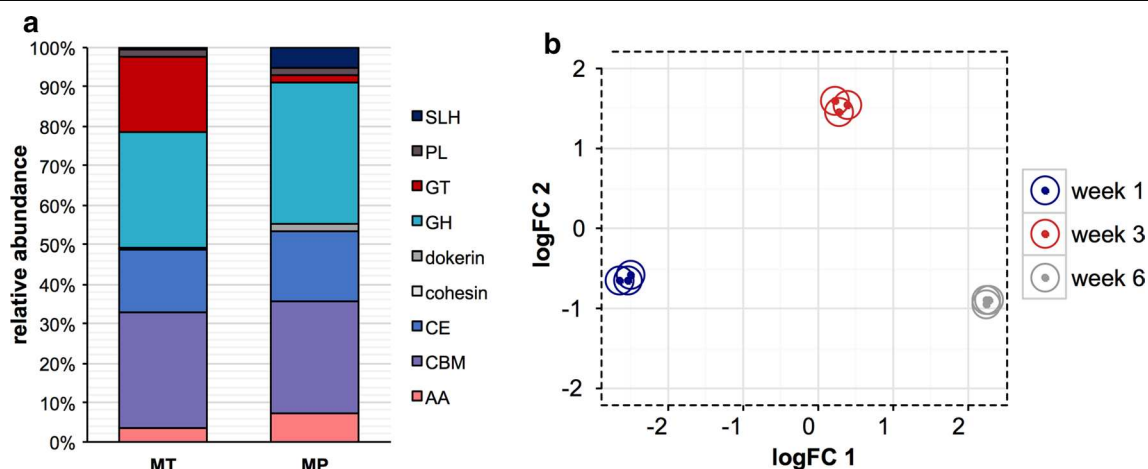 a
100%
90%
80%
70%
60%
50%
40%
30%
20%
10%
0%
relative abundance
MT
MP
SLH
PL
GT
GH
dokerin
cohesin
CE
CBM
AA
b
2
1
0
-1
-2
logFC 2
-2
-1
0
1
2
logFC 1
week 1
week 3
week 6